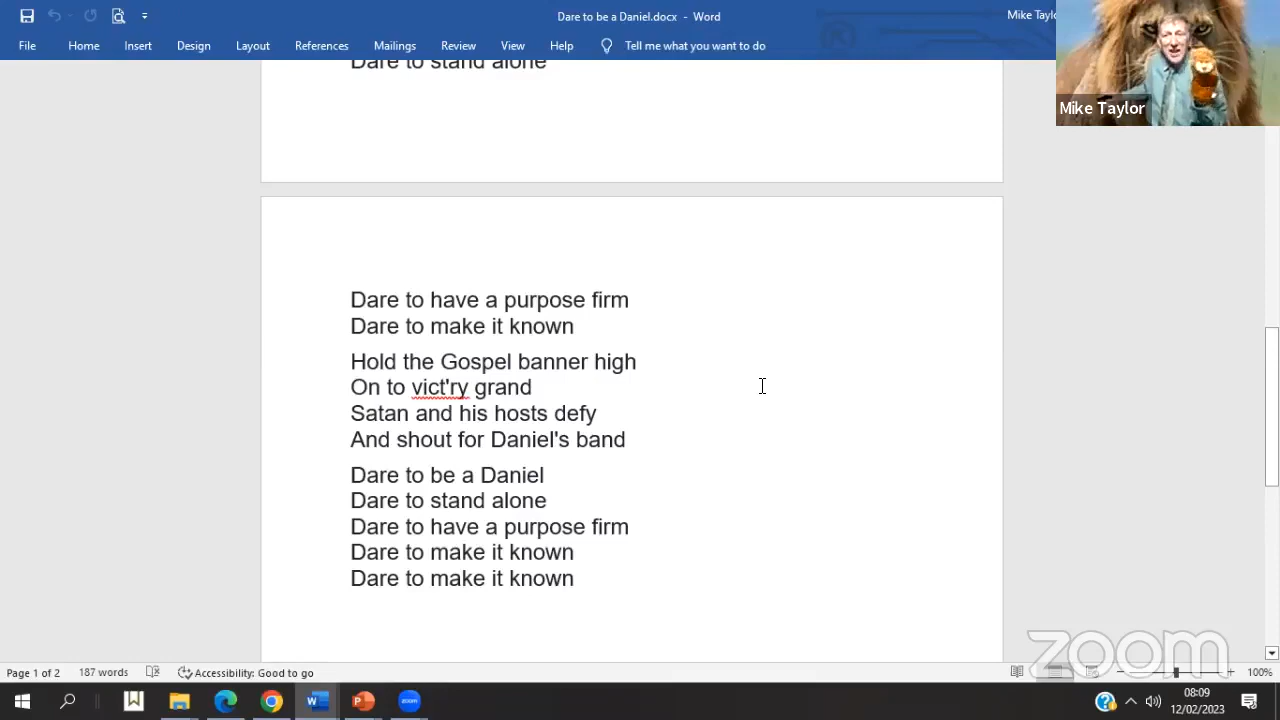 Dare to be a Daniel.docx - Word
Mike Taylo
File Home Insert Design Layout References Mailings Review View Help Tell me what you want to do
Mike Taylor
Dare to stand alone
Dare to have a purpose firm
Dare to make it known
Hold the Gospel banner high
On to vict'ry grand
Satan and his hosts defy
And shout for Daniel's band
Dare to be a Daniel
Dare to stand alone
Dare to have a purpose firm
Dare to make it known
Dare to make it known
zoom
Page 1 of 2 187 words Accessibility: Good to go 100%
W P zoom
08:09
12/02/2023